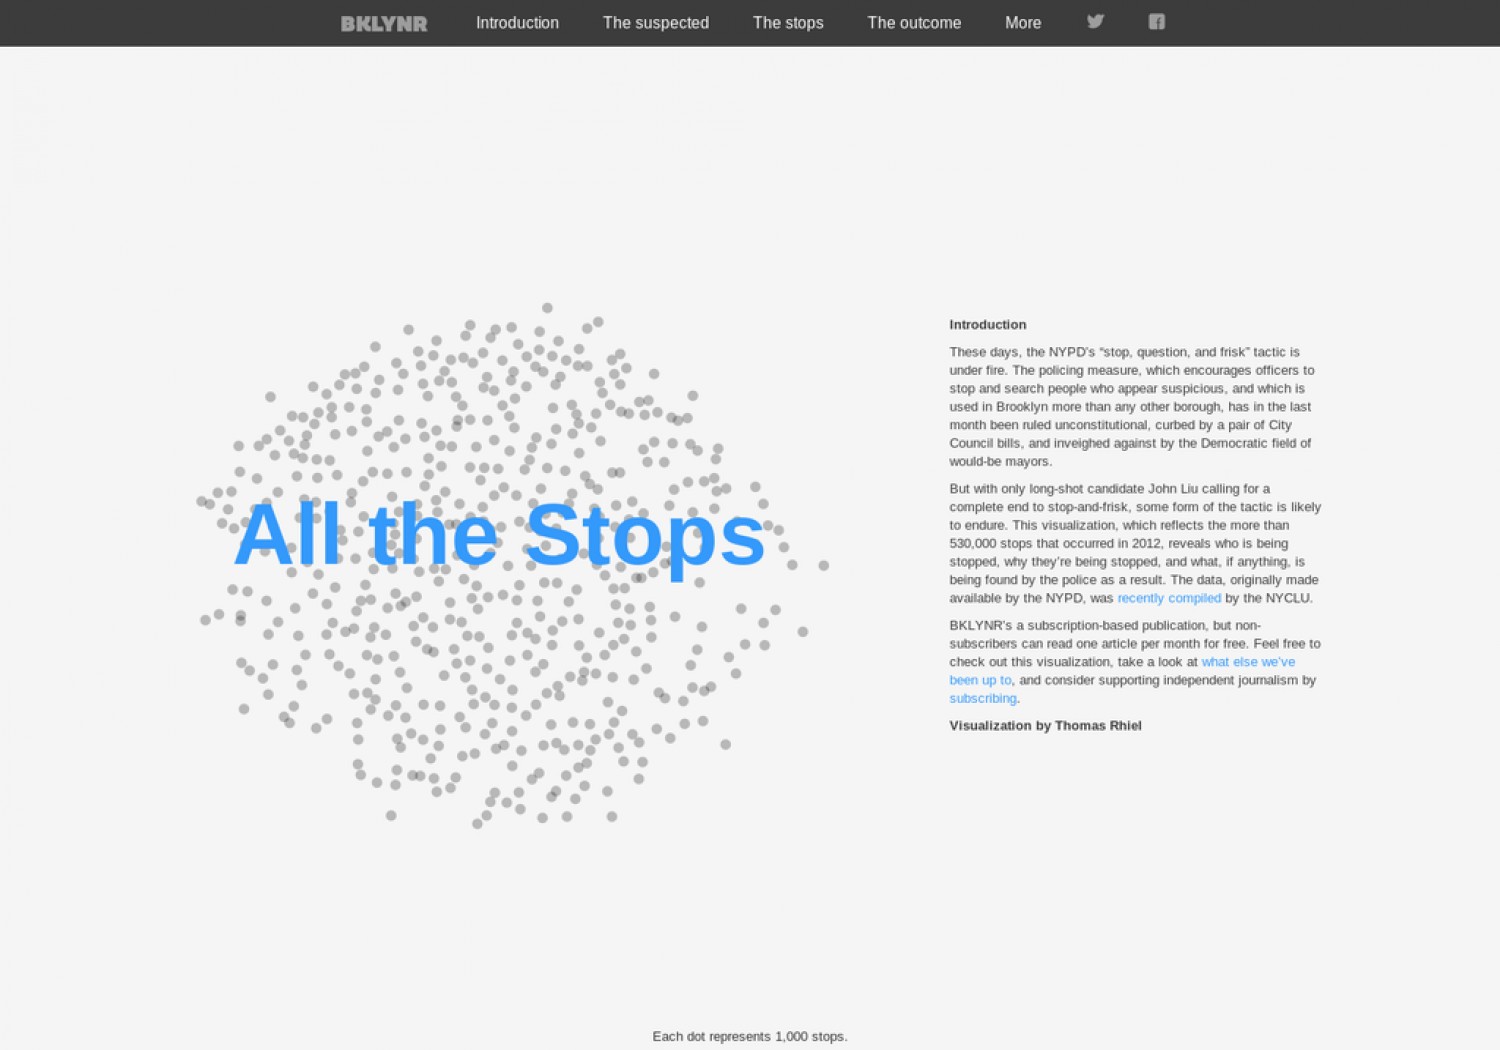 BKLYNR Introduction The suspected The stops The outcome More
All the Stops
Introduction
These days, the NYPD's “stop, question, and frisk” tactic is
under fire. The policing measure, which encourages officers to
stop and search people who appear suspicious, and which is
used in Brooklyn more than any other borough, has in the last
month been ruled unconstitutional, curbed by a pair of City
Council bills, and inveighed against by the Democratic field of
would-be mayors.
But with only long-shot candidate John Liu calling for a
complete end to stop-and-frisk, some form of the tactic is likely
to endure. This visualization, which reflects the more than
530,000 stops that occurred in 2012, reveals who is being
stopped, why they're being stopped, and what, if anything, is
being found by the police as a result. The data, originally made
available by the NYPD, was recently compiled by the NYCLU.
BKLYNR's a subscription-based publication, but non-
subscribers can read one article per month for free. Feel free to
check out this visualization, take a look at what else we've
been up to, and consider supporting independent journalism by
subscribing.
Visualization by Thomas Rhiel
Each dot represents 1,000 stops.